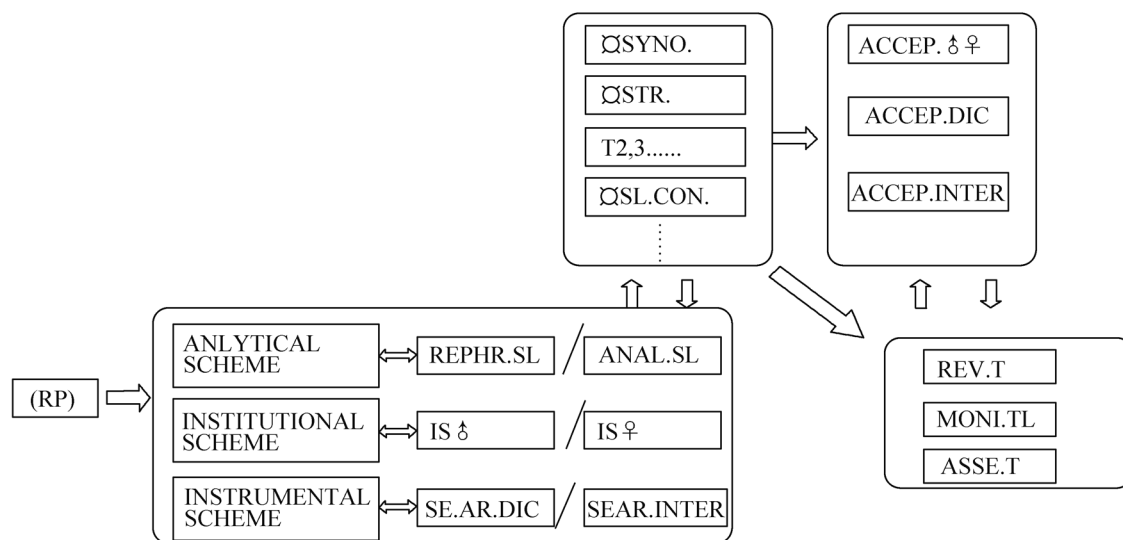 ¤SYNO.
¤STR.
T2,3......
¤SL.CON.
ACCEP.♁♀
ACCEP.DIC
ACCEP.INTER
(RP)
ANLYTICAL
SCHEME
REPHR.SL / ANAL.SL
INSTITUTIONAL
SCHEME
IS♁ / IS♀
INSTRUMENTAL
SCHEME
SE.AR.DIC / SEAR.INTER
REV.T
MONI.TL
ASSE.T